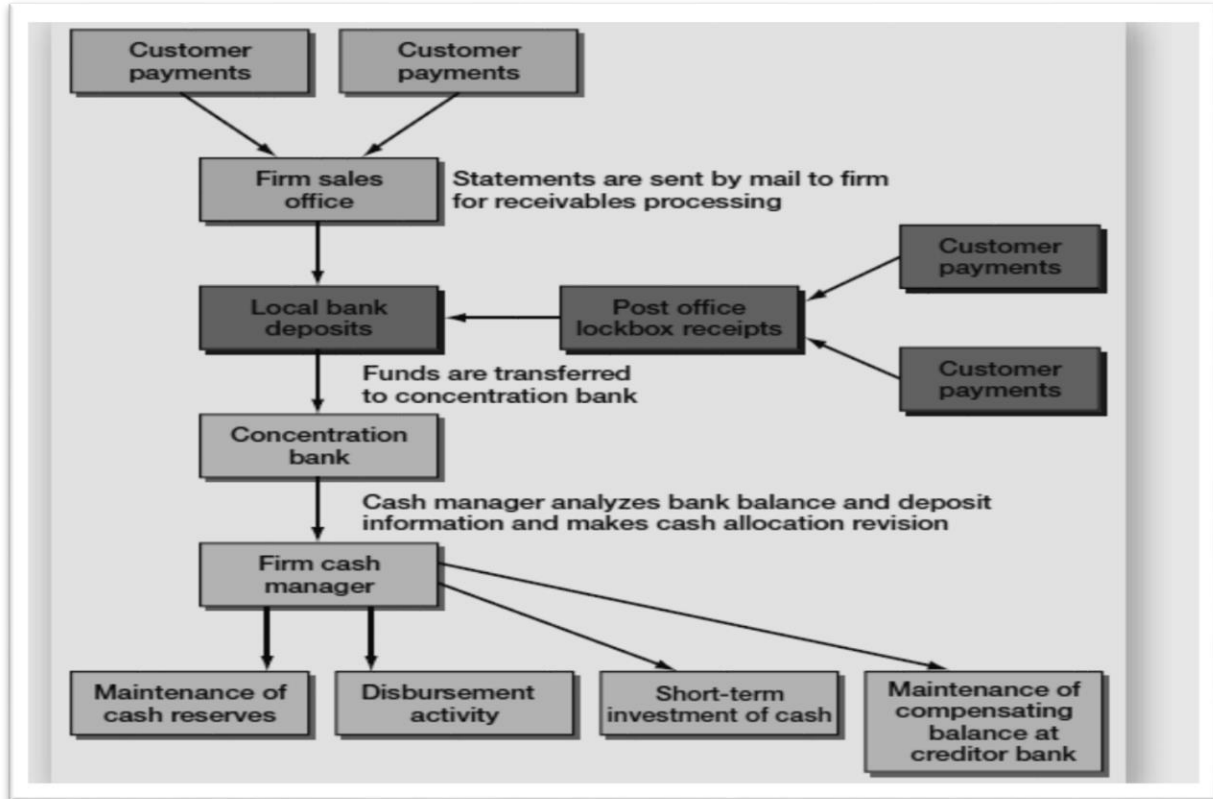 Customer
payments
Customer
payments
Firm sales
office
Statements are sent by mail to firm
for receivables processing
Customer
payments
Local bank
deposits
Post office
lockbox receipts
Customer
payments
Funds are transferred
to concentration bank
Concentration
bank
Cash manager analyzes bank balance and deposit
information and makes cash allocation revision
Firm cash
manager
Maintenance of
cash reserves
Disbursement
activity
Short-term
investment of cash
Maintenance of
compensating
balance at
creditor bank